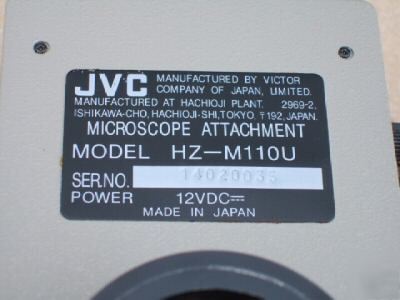 JVC MANUFACTURED BY VICTOR
COMPANY OF JAPAN, LIMITED.
MANUFACTURED AT HACHIOJI PLANT. 2969-2,
ISHIKAWA-CHO, HACHIOJI-SHI, TOKYO, 〒192, JAPAN.
MICROSCOPE ATTACHMENT
MODEL HZ-M110U
SER.NO. 14020035
POWER 12VDC⎓
MADE IN JAPAN